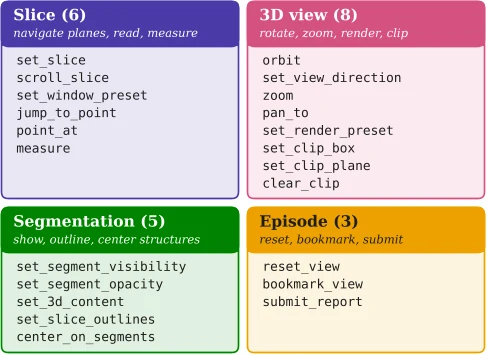 Slice (6)
navigate planes, read, measure
set_slice
scroll_slice
set_window_preset
jump_to_point
point_at
measure
3D view (8)
rotate, zoom, render, clip
orbit
set_view_direction
zoom
pan_to
set_render_preset
set_clip_box
set_clip_plane
clear_clip
Segmentation (5)
show, outline, center structures
set_segment_visibility
set_segment_opacity
set_3d_content
set_slice_outlines
center_on_segments
Episode (3)
reset, bookmark, submit
reset_view
bookmark_view
submit_report